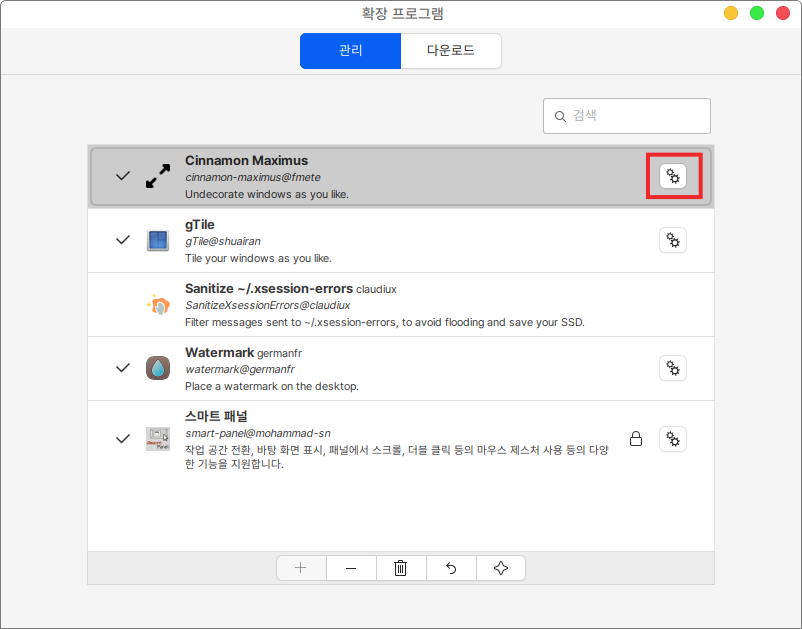 확장 프로그램
관리
다운로드
검색
Cinnamon Maximus
cinnamon-maximus@fmete
Undecorate windows as you like.
gTile
gTile@shuairan
Tile your windows as you like.
Sanitize ~/.xsession-errors claudiux
SanitizeXsessionErrors@claudiux
Filter messages sent to ~/.xsession-errors, to avoid flooding and save your SSD.
Watermark germanfr
watermark@germanfr
Place a watermark on the desktop.
스마트 패널
smart-panel@mohammad-sn
작업 공간 전환, 바탕 화면 표시, 패널에서 스크롤, 더블 클릭 등의 마우스 제스처 사용 등의 다양
한 기능을 지원합니다.